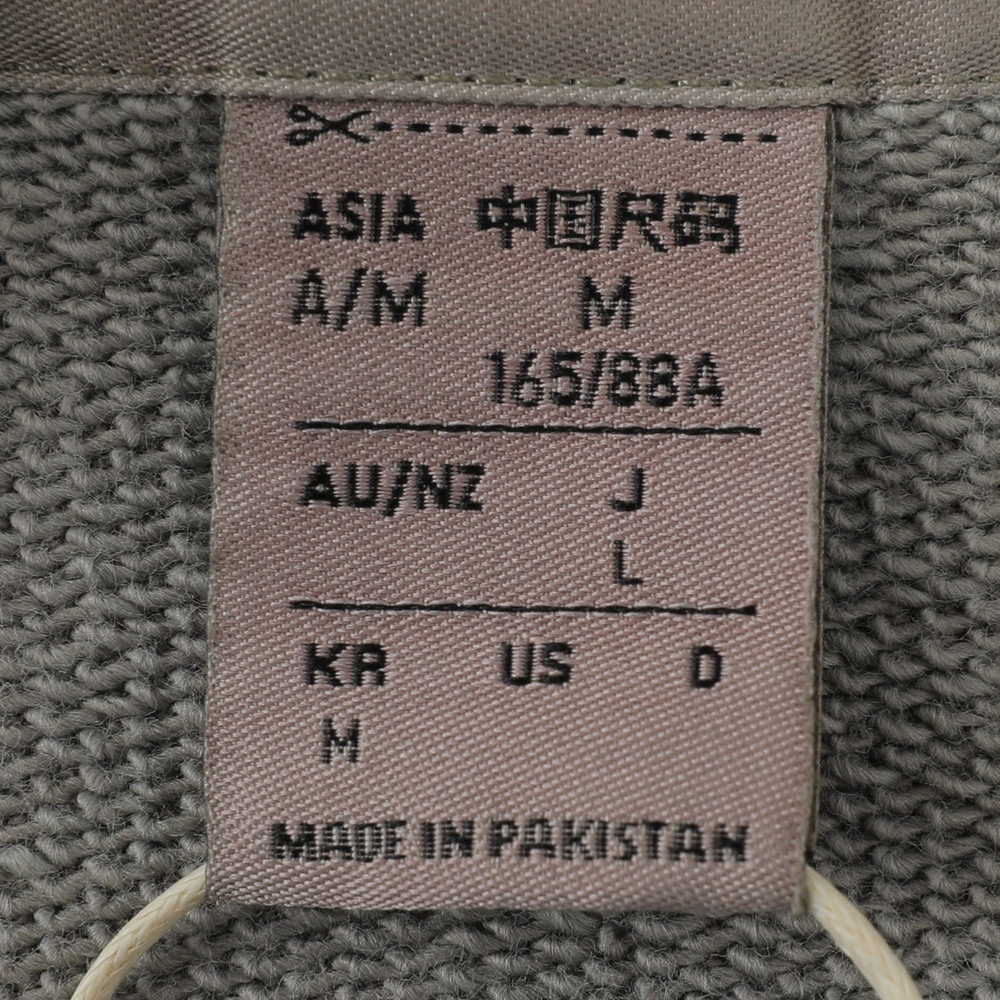 ASIA 中国尺码
A/M M
165/88A
AU/NZ J
L
KR US D
M
MADE IN PAKISTAN